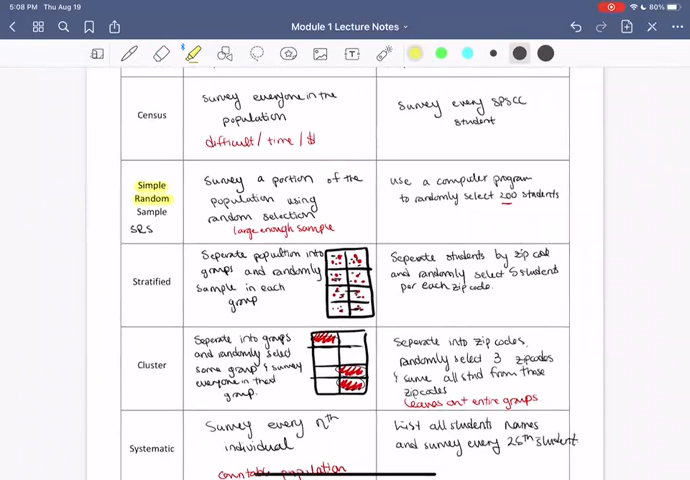 5:08 PM Thu Aug 19
80%
Module 1 Lecture Notes
Census
Survey everyone in the
population
difficult / time / $
Survey every SPSCC
student
Simple
Random
Sample
SRS
Survey a portion of the
population using
random selection
large enough sample
use a computer program
to randomly select 200 students
Stratified
Seperate population into
groups and randomly
sample in each
group
Seperate students by zip code
and randomly select 5 students
per each zipcode.
Cluster
Seperate into groups
and randomly select
some group & survey
everyone in that
group.
Seperate into zip codes,
randomly select 3 zipcodes
& all from those
zipcodes
leaves out entire groups
Systematic
Survey every nth
individual
countable population
List all students names
and survey every 25th student